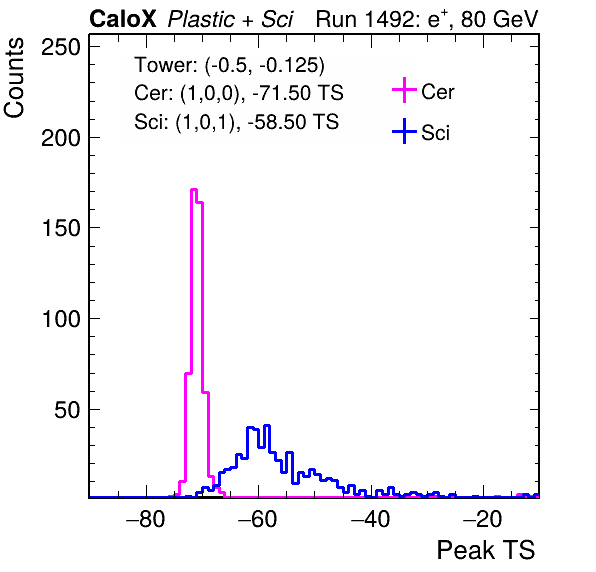 CaloX Plastic + Sci Run 1492: e⁺, 80 GeV
Counts
250
200
150
100
50
Tower: (-0.5, -0.125)
Cer: (1,0,0), -71.50 TS
Sci: (1,0,1), -58.50 TS
Cer
Sci
−80 −60 −40 −20
Peak TS